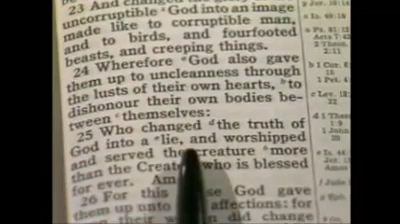 23 And changed the
uncorruptible God into an image
made like to corruptible man,
and to birds, and fourfooted
beasts, and creeping things.
24 Wherefore God also gave
them up to uncleanness through
the lusts of their own hearts, to
dishonour their own bodies be-
tween themselves:
25 Who changed the truth of
God into a lie, and worshipped
and served the creature more
than the Creator who is blessed
for ever. Am
26 For this God gave
them up unto affections: for
did change